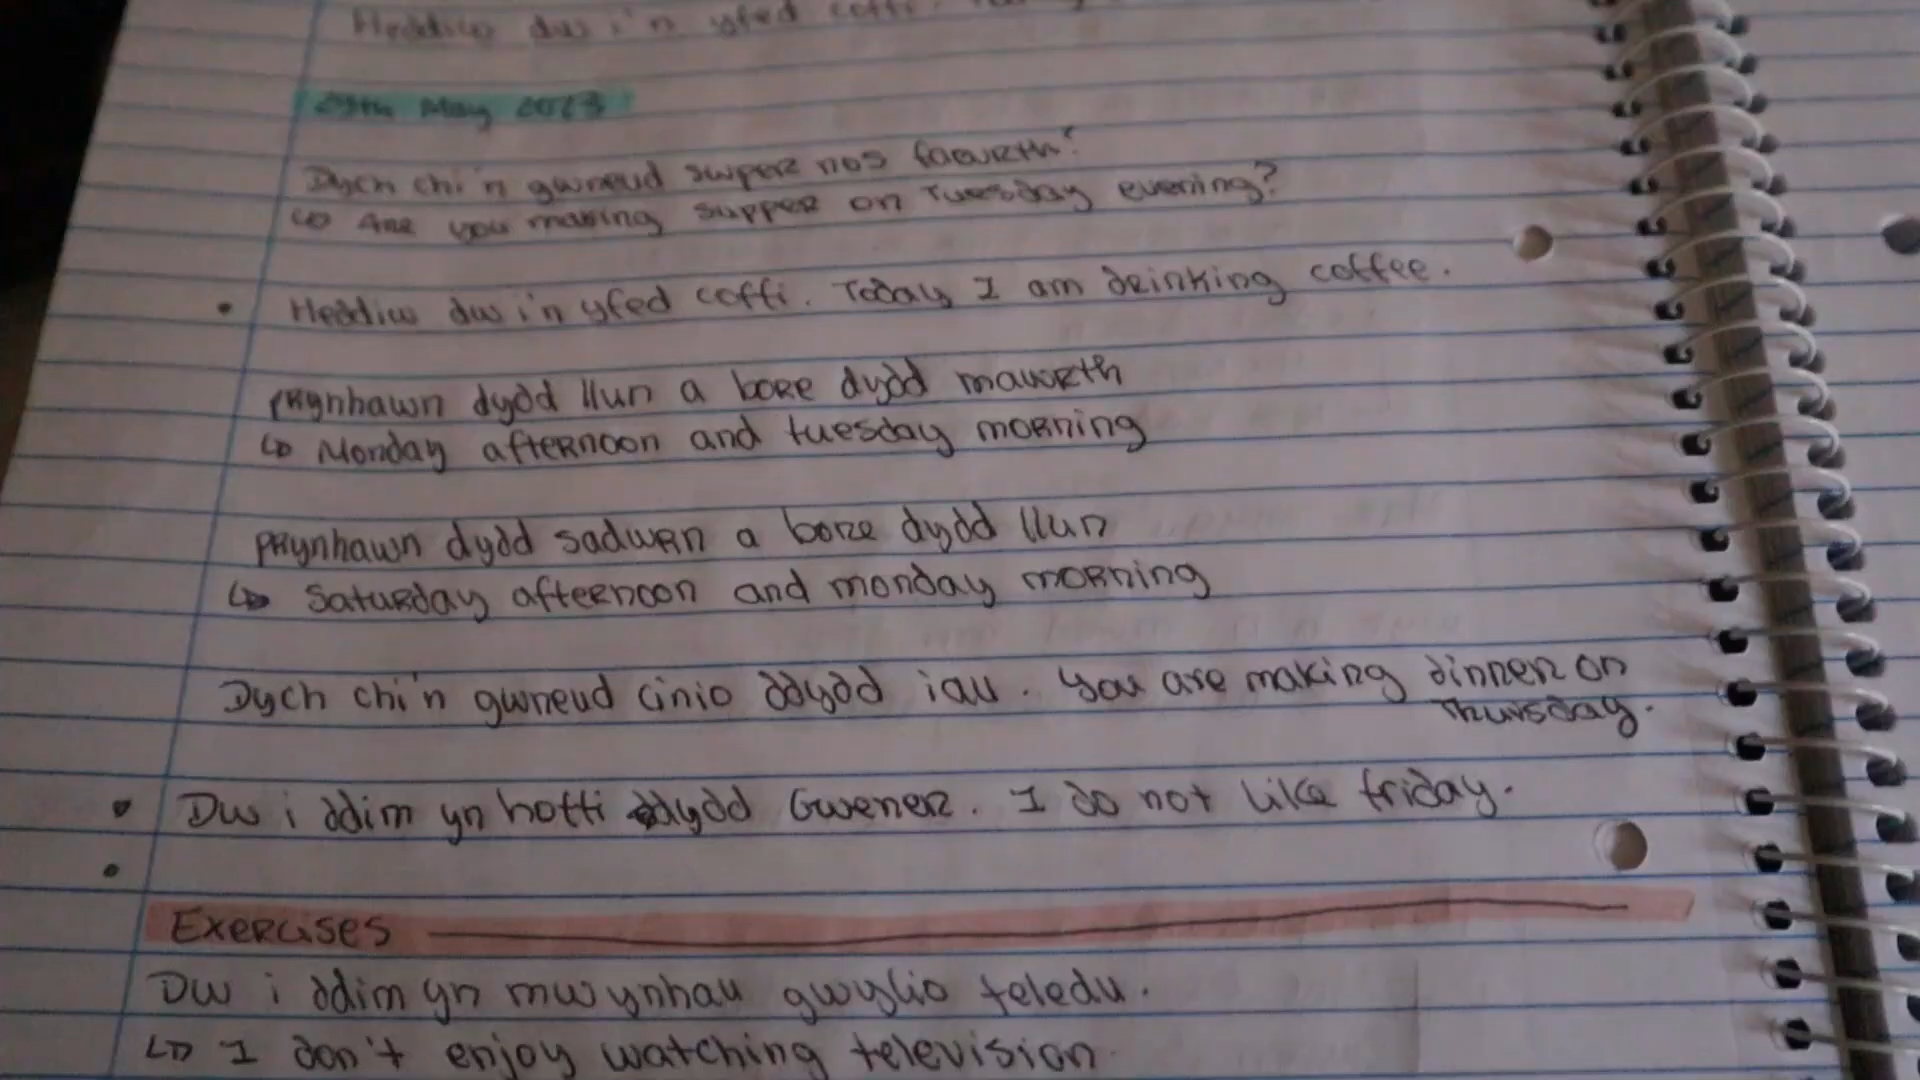 Heddiw dw i'n yfed coffi.
29th May 2023
Dych chi'n gwneud swper nos fawrth?
↳ Are you making supper on Tuesday evening?
• Heddiw dw i'n yfed coffi. Today I am drinking coffee.
Prynhawn dydd llun a bore dydd mawrth
↳ Monday afternoon and tuesday morning
Prynhawn dydd sadwrn a bore dydd llun
↳ Saturday afternoon and monday morning
Dych chi'n gwneud cinio ddydd iau. You are making dinner on
Thursday.
• Dw i ddim yn hoffi dydd Gwener. I do not like friday.
•
Exercises
Dw i ddim yn mwynhau gwylio teledu.
↳ I don't enjoy watching television